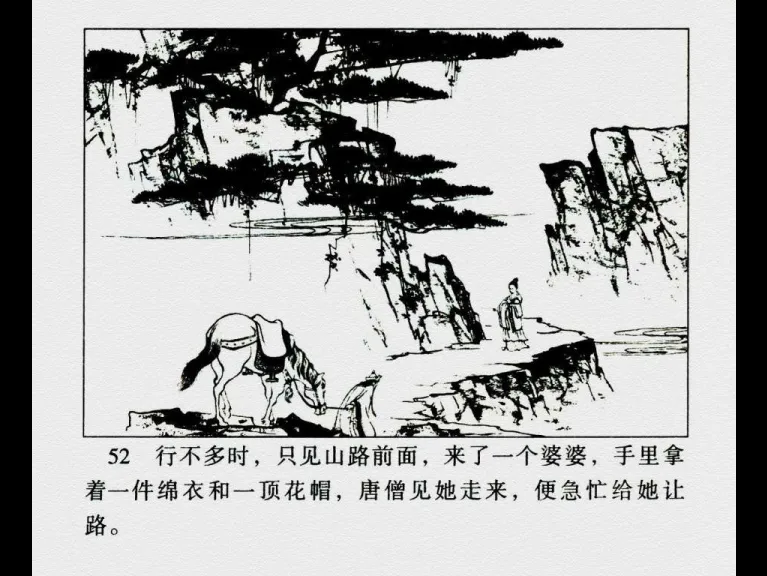 52 行不多时，只见山路前面，来了一个婆婆，手里拿
着一件绵衣和一顶花帽，唐僧见她走来，便急忙给她让
路。